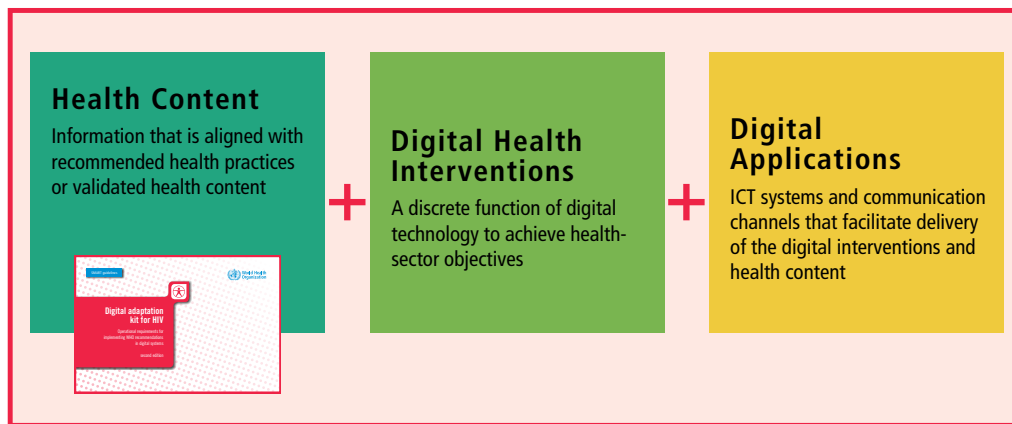 Health Content
Information that is aligned with
recommended health practices
or validated health content
SMART guidelines
World Health
Organization
Digital adaptation
kit for HIV
Operational requirements for
implementing WHO recommendations
in digital systems
second edition
+
Digital Health
Interventions
A discrete function of digital
technology to achieve health-
sector objectives
+
Digital
Applications
ICT systems and communication
channels that facilitate delivery
of the digital interventions and
health content